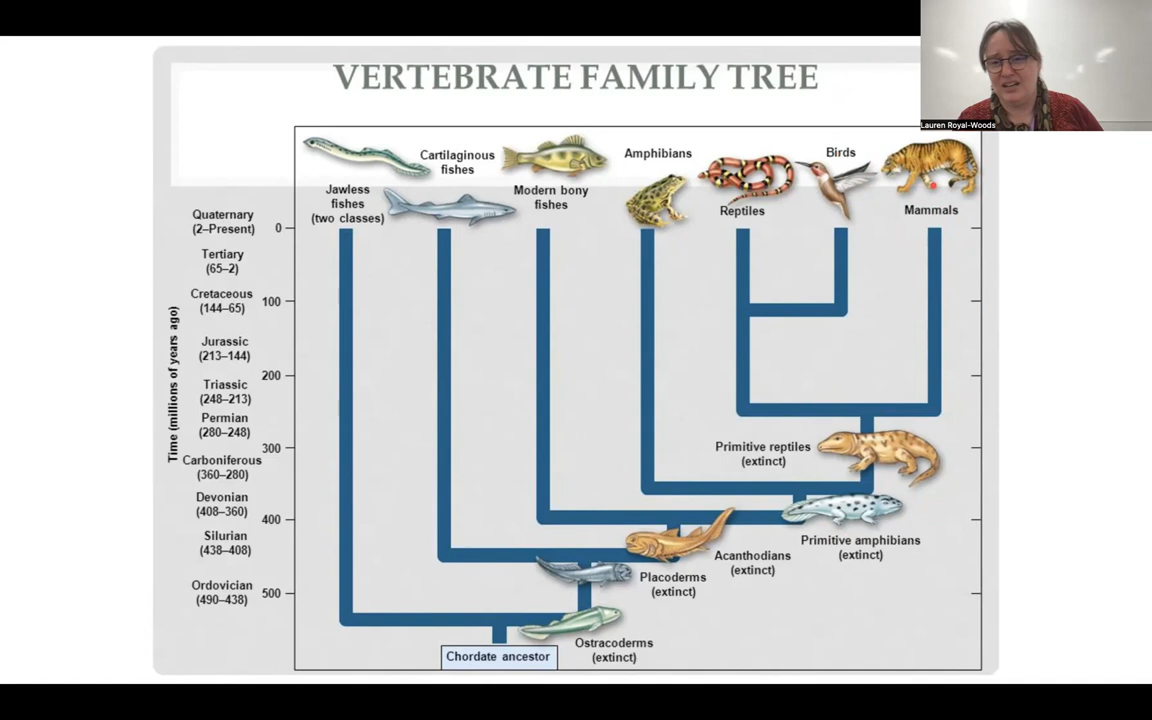 VERTEBRATE FAMILY TREE
Lauren Royal-Woods
Jawless
fishes
(two classes)
Cartilaginous
fishes
Modern bony
fishes
Amphibians
Reptiles
Birds
Mammals
Time (millions of years ago)
Quaternary
(2–Present)
0
Tertiary
(65–2)
Cretaceous
(144–65)
100
Jurassic
(213–144)
200
Triassic
(248–213)
Permian
(280–248)
300
Carboniferous
(360–280)
Devonian
(408–360)
400
Silurian
(438–408)
Ordovician
(490–438)
500
Primitive reptiles
(extinct)
Primitive amphibians
(extinct)
Acanthodians
(extinct)
Placoderms
(extinct)
Ostracoderms
(extinct)
Chordate ancestor